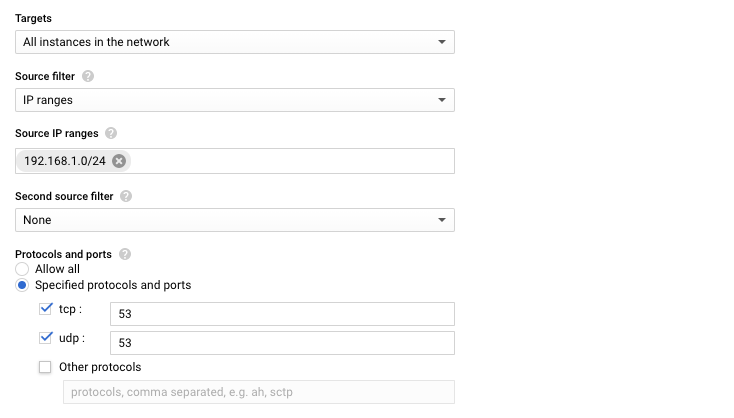 Targets
All instances in the network
Source filter ?
IP ranges
Source IP ranges ?
192.168.1.0/24
Second source filter ?
None
Protocols and ports ?
Allow all
Specified protocols and ports
tcp : 53
udp : 53
Other protocols
protocols, comma separated, e.g. ah, sctp